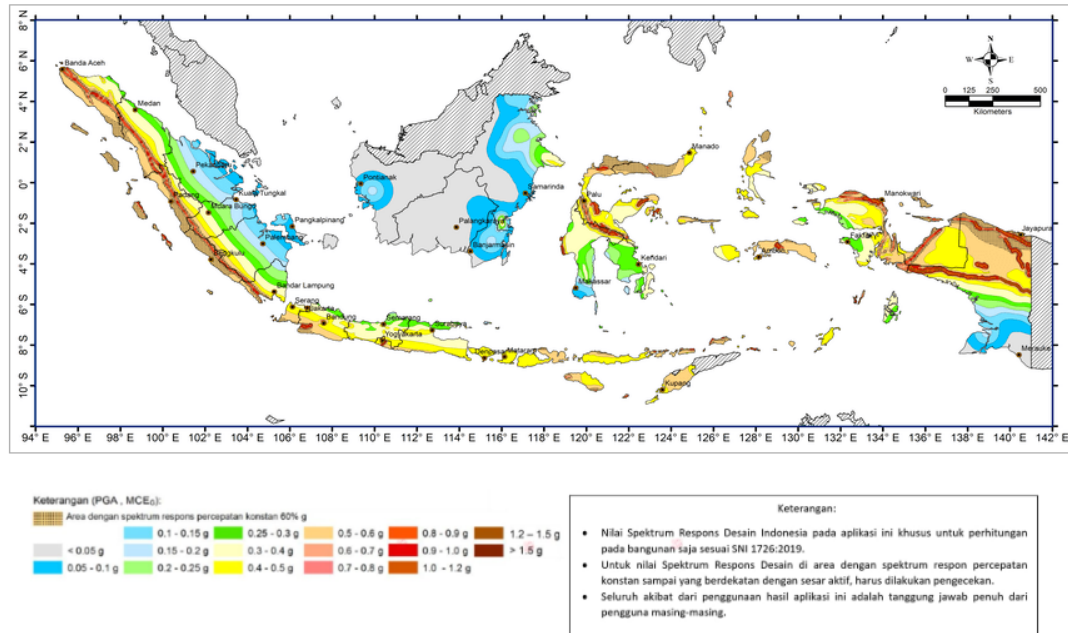 8° N
6° N
4° N
2° N
0°
2° S
4° S
6° S
8° S
10° S
Banda Aceh
Medan
Pekanbaru
Kuala Tungkal
Padang
Muara Bungo
Pangkalpinang
Palembang
Bengkulu
Bandar Lampung
Serang
Jakarta
Bandung
Semarang
Yogyakarta
Surabaya
Denpasar
Mataram
Kupang
Pontianak
Palangkaraya
Banjarmasin
Samarinda
Manado
Palu
Kendari
Makassar
Ambon
Manokwari
Fakfak
Jayapura
Merauke
N
W
E
S
0 125 250 500
Kilometers
94° E 96° E 98° E 100° E 102° E 104° E 106° E 108° E 110° E 112° E 114° E 116° E 118° E 120° E 122° E 124° E 126° E 128° E 130° E 132° E 134° E 136° E 138° E 140° E 142° E
Keterangan (PGA , MCEG):
Area dengan spektrum respons percepatan konstan 60% g
0.1 - 0.15 g 0.25 - 0.3 g 0.5 - 0.6 g 0.8 - 0.9 g 1.2 – 1.5 g
< 0.05 g 0.15 - 0.2 g 0.3 - 0.4 g 0.6 - 0.7 g 0.9 - 1.0 g > 1.5 g
0.05 - 0.1 g 0.2 - 0.25 g 0.4 - 0.5 g 0.7 - 0.8 g 1.0 - 1.2 g
Keterangan:
• Nilai Spektrum Respons Desain Indonesia pada aplikasi ini khusus untuk perhitungan
pada bangunan saja sesuai SNI 1726:2019.
• Untuk nilai Spektrum Respons Desain di area dengan spektrum respon percepatan
konstan sampai yang berdekatan dengan sesar aktif, harus dilakukan pengecekan.
• Seluruh akibat dari penggunaan hasil aplikasi ini adalah tanggung jawab penuh dari
pengguna masing-masing.